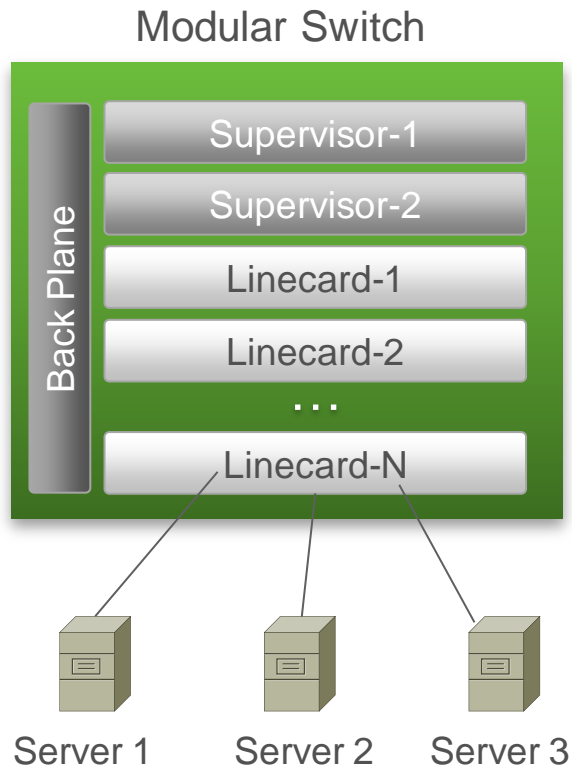 Modular Switch
Back Plane
Supervisor-1
Supervisor-2
Linecard-1
Linecard-2
...
Linecard-N
Server 1
Server 2
Server 3